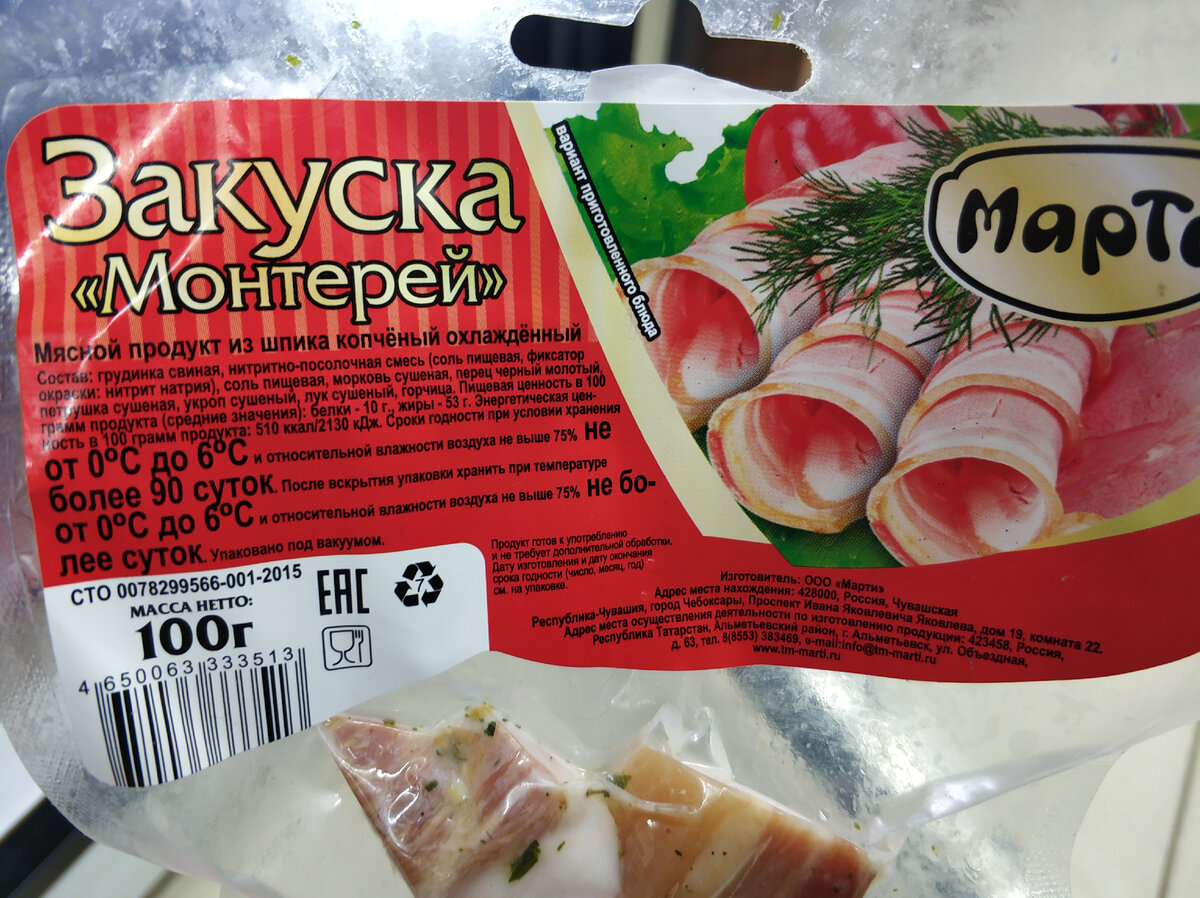 Закуска
«Монтерей»
Мясной продукт из шпика копчёный охлаждённый
Состав: грудинка свиная, нитритно-посолочная смесь (соль пищевая, фиксатор
окраски: нитрит натрия), соль пищевая, морковь сушеная, перец черный молотый,
петрушка сушеная, укроп сушеный, лук сушеный, горчица. Пищевая ценность в 100
грамм продукта (средние значения): белки - 10 г., жиры - 53 г. Энергетическая цен-
ность в 100 грамм продукта: 510 ккал/2130 кДж. Сроки годности при условии хранения
от 0°С до 6°С и относительной влажности воздуха не выше 75% не
более 90 суток. После вскрытия упаковки хранить при температуре
от 0°С до 6°С и относительной влажности воздуха не выше 75% не бо-
лее суток. Упаковано под вакуумом.
СТО 0078299566-001-2015
МАССА НЕТТО:
100г
4 650063 333513
EAC
7
вариант приготовленного блюда
Март
Продукт готов к употреблению
и не требует дополнительной обработки.
Дату изготовления и дату окончания
срока годности (число, месяц, год)
см. на упаковке.
Изготовитель: ООО «Марти»
Адрес места нахождения: 428000, Россия, Чувашская
Республика-Чувашия, город Чебоксары, Проспект Ивана Яковлевича Яковлева, дом 19, комната 22.
Адрес места осуществления деятельности по изготовлению продукции: 423458, Россия,
Республика Татарстан, Альметьевский район, г. Альметьевск, ул. Объездная,
д. 63, тел. 8(8553) 383469, e-mail:info@tm-marti.ru
www.tm-marti.ru